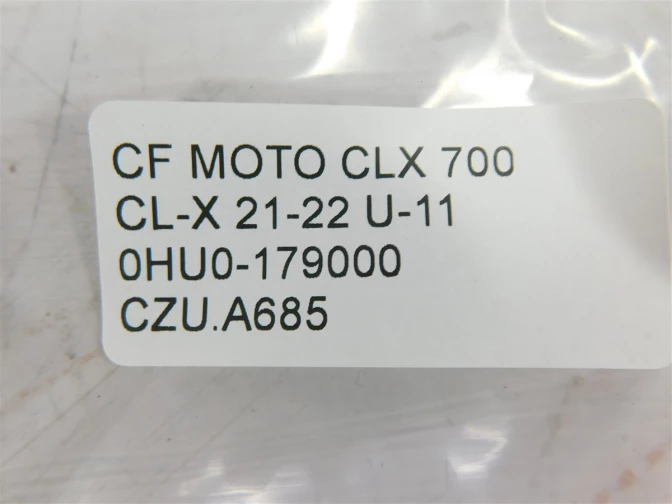 CF MOTO CLX 700
CL-X 21-22 U-11
0HU0-179000
CZU.A685